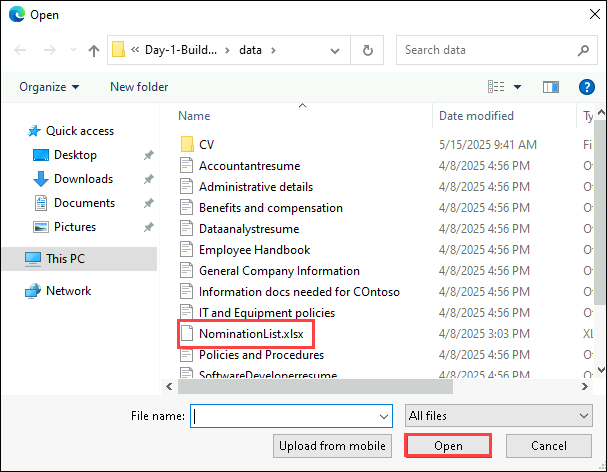 Open
« Day-1-Build... > data >
Search data
Organize
New folder
?
Name
Date modified
Ty
Quick access
Desktop
Downloads
Documents
Pictures
This PC
Network
CV 5/15/2025 9:41 AM Fi
Accountantresume 4/8/2025 4:56 PM O
Administrative details 4/8/2025 4:56 PM O
Benefits and compensation 4/8/2025 4:56 PM O
Dataanalystresume 4/8/2025 4:56 PM O
Employee Handbook 4/8/2025 4:56 PM O
General Company Information 4/8/2025 4:56 PM O
Information docs needed for COntoso 4/8/2025 4:56 PM O
IT and Equipment policies 4/8/2025 4:56 PM O
NominationList.xlsx 4/8/2025 3:03 PM XL
Policies and Procedures 4/8/2025 4:56 PM O
SoftwareDeveloperresume 4/8/2025 4:56 PM O
File name:
All files
Upload from mobile
Open
Cancel